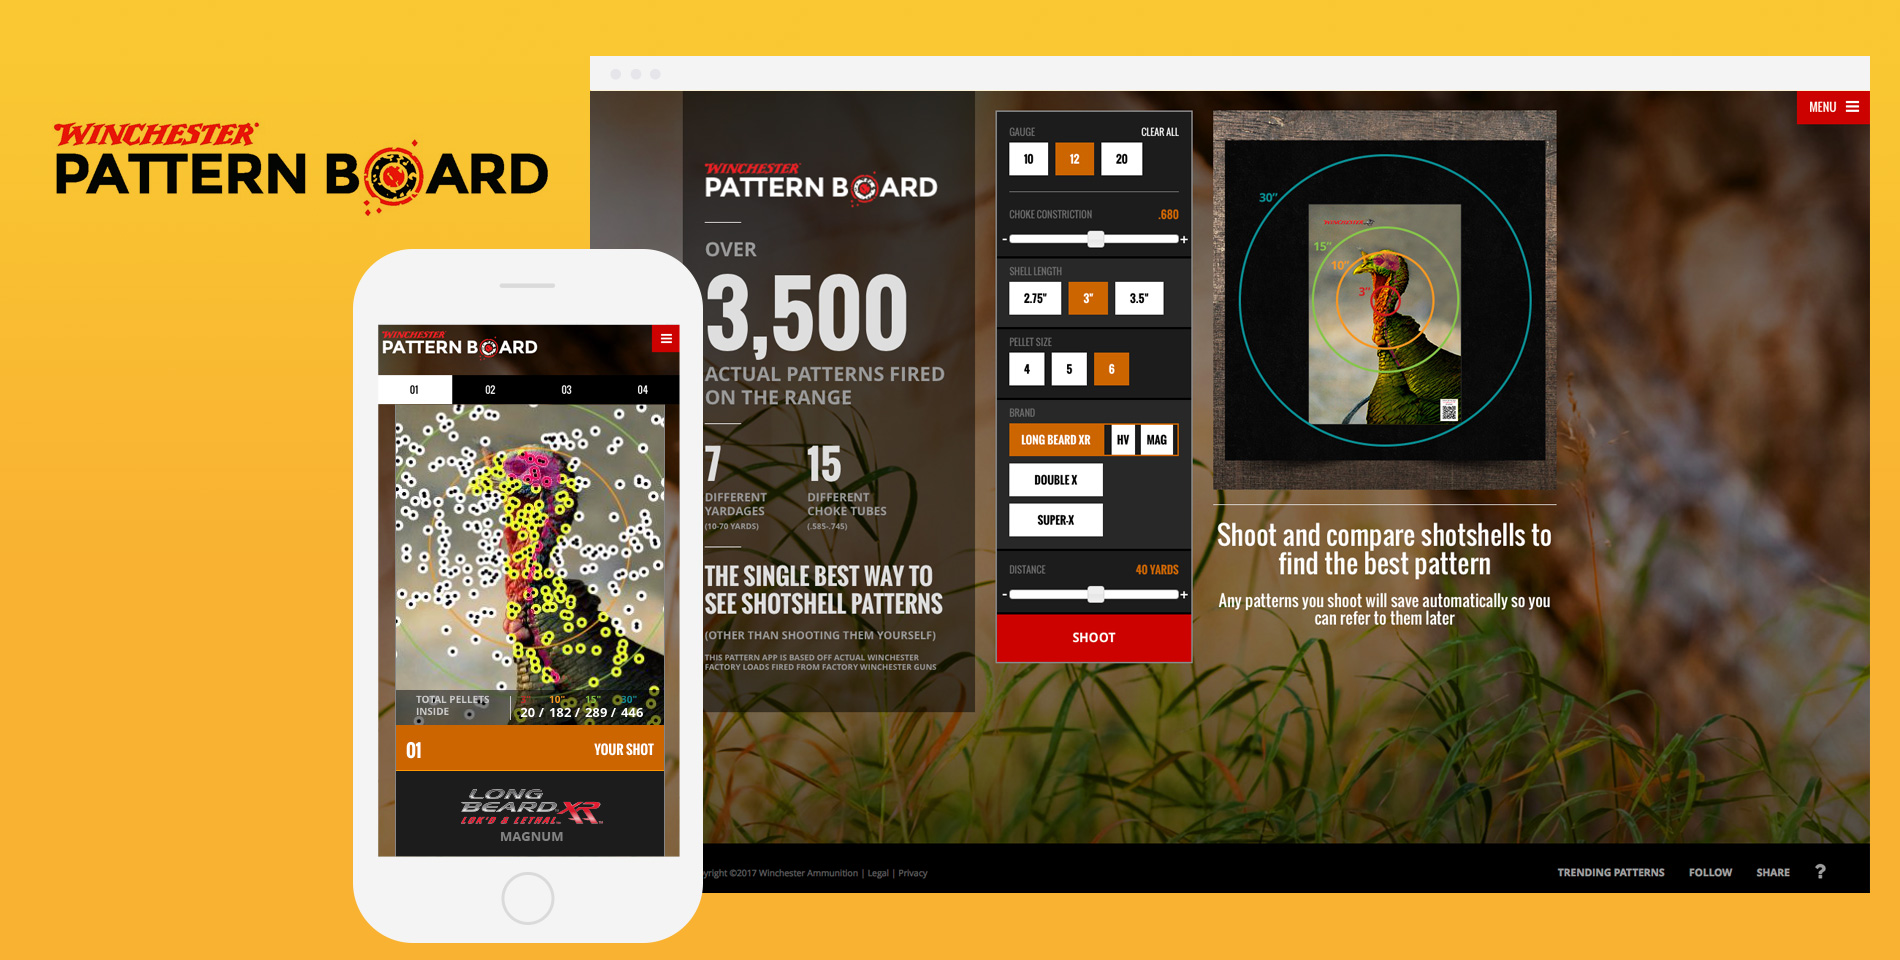 WINCHESTER
PATTERN BOARD
MENU
WINCHESTER
PATTERN BOARD
OVER
3,500
ACTUAL PATTERNS FIRED
ON THE RANGE
7
DIFFERENT
YARDAGES
(10-70 YARDS)
15
DIFFERENT
CHOKE TUBES
(.585-.745)
THE SINGLE BEST WAY TO
SEE SHOTSHELL PATTERNS
(OTHER THAN SHOOTING THEM YOURSELF)
THIS PATTERN APP IS BASED OFF ACTUAL WINCHESTER
FACTORY LOADS FIRED FROM FACTORY WINCHESTER GUNS
GAUGE CLEAR ALL
10 12 20
CHOKE CONSTRICTION .680
- +
SHELL LENGTH
2.75" 3" 3.5"
PELLET SIZE
4 5 6
BRAND
LONG BEARD XR HV MAG
DOUBLE X
SUPER-X
DISTANCE 40 YARDS
- +
SHOOT
30"
WINCHESTER
15"
10"
3"
Shoot and compare shotshells to
find the best pattern
Any patterns you shoot will save automatically so you
can refer to them later
WINCHESTER
PATTERN BOARD
01 02 03 04
TOTAL PELLETS
INSIDE
10" 15" 30"
20 / 182 / 289 / 446
01 YOUR SHOT
LONG
BEARD XR
LOK'D & LETHAL
MAGNUM
yright ©2017 Winchester Ammunition | Legal | Privacy
TRENDING PATTERNS FOLLOW SHARE ?